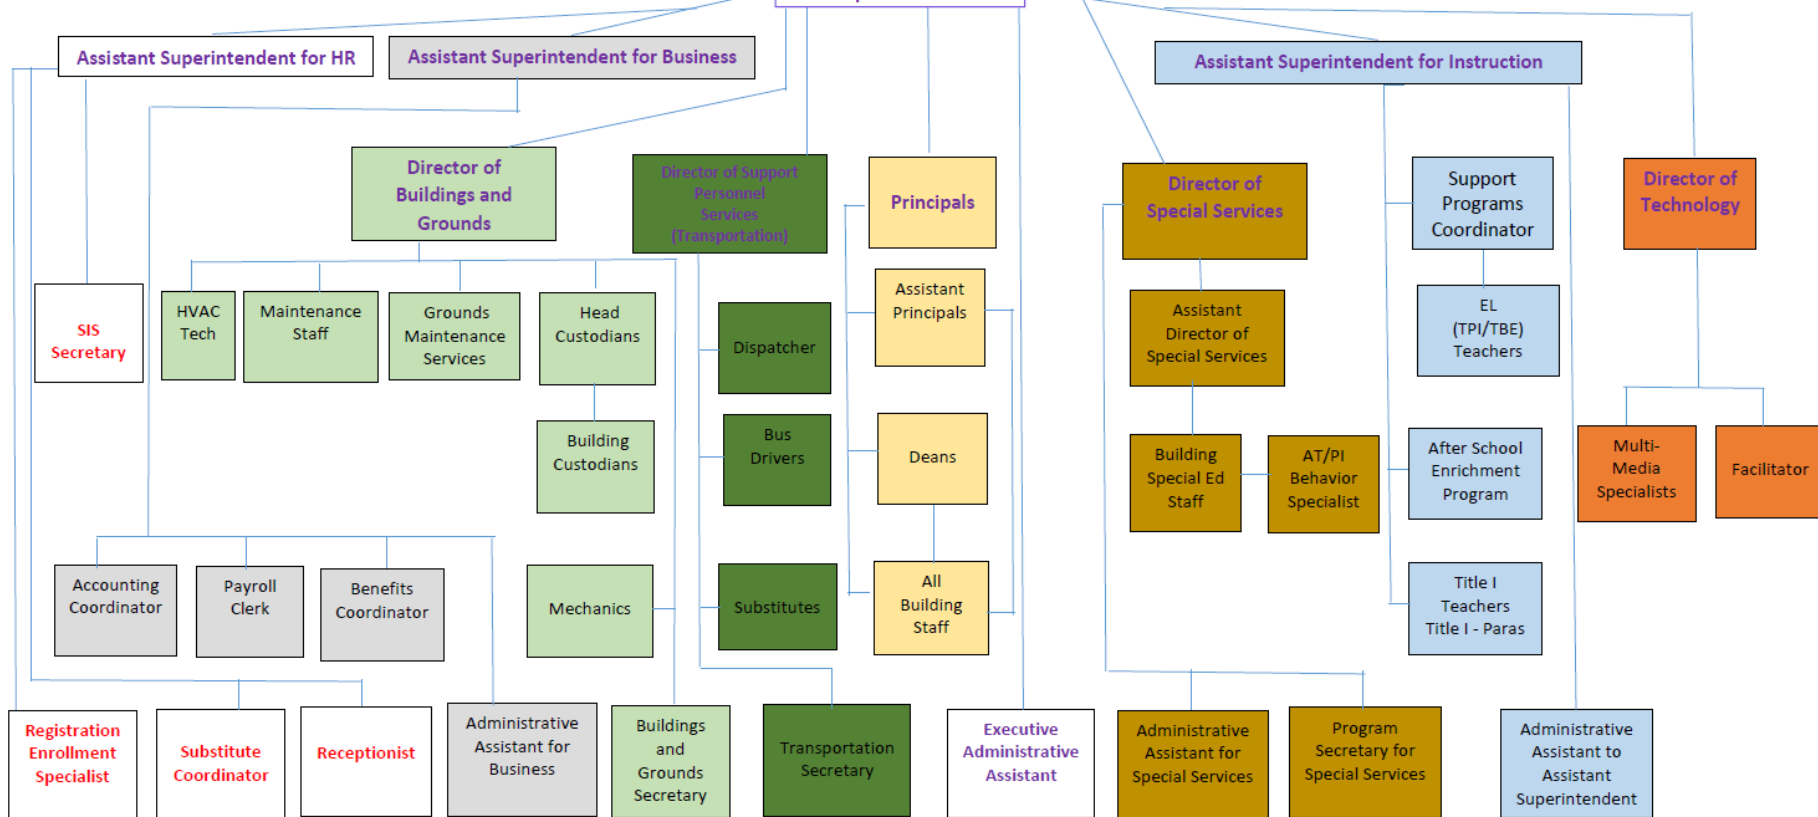 Assistant Superintendent for HR
Assistant Superintendent for Business
Assistant Superintendent for Instruction
Director of
Buildings and
Grounds
Director of Support
Personnel
Services
(Transportation)
Principals
Director of
Special Services
Support
Programs
Coordinator
Director of
Technology
SIS
Secretary
HVAC
Tech
Maintenance
Staff
Grounds
Maintenance
Services
Head
Custodians
Dispatcher
Assistant
Principals
Assistant
Director of
Special Services
EL
(TPI/TBE)
Teachers
Building
Custodians
Bus
Drivers
Deans
Building
Special Ed
Staff
AT/PI
Behavior
Specialist
After School
Enrichment
Program
Multi-
Media
Specialists
Facilitator
Accounting
Coordinator
Payroll
Clerk
Benefits
Coordinator
Mechanics
Substitutes
All
Building
Staff
Title I
Teachers
Title I - Paras
Registration
Enrollment
Specialist
Substitute
Coordinator
Receptionist
Administrative
Assistant for
Business
Buildings
and
Grounds
Secretary
Transportation
Secretary
Executive
Administrative
Assistant
Administrative
Assistant for
Special Services
Program
Secretary for
Special Services
Administrative
Assistant to
Assistant
Superintendent